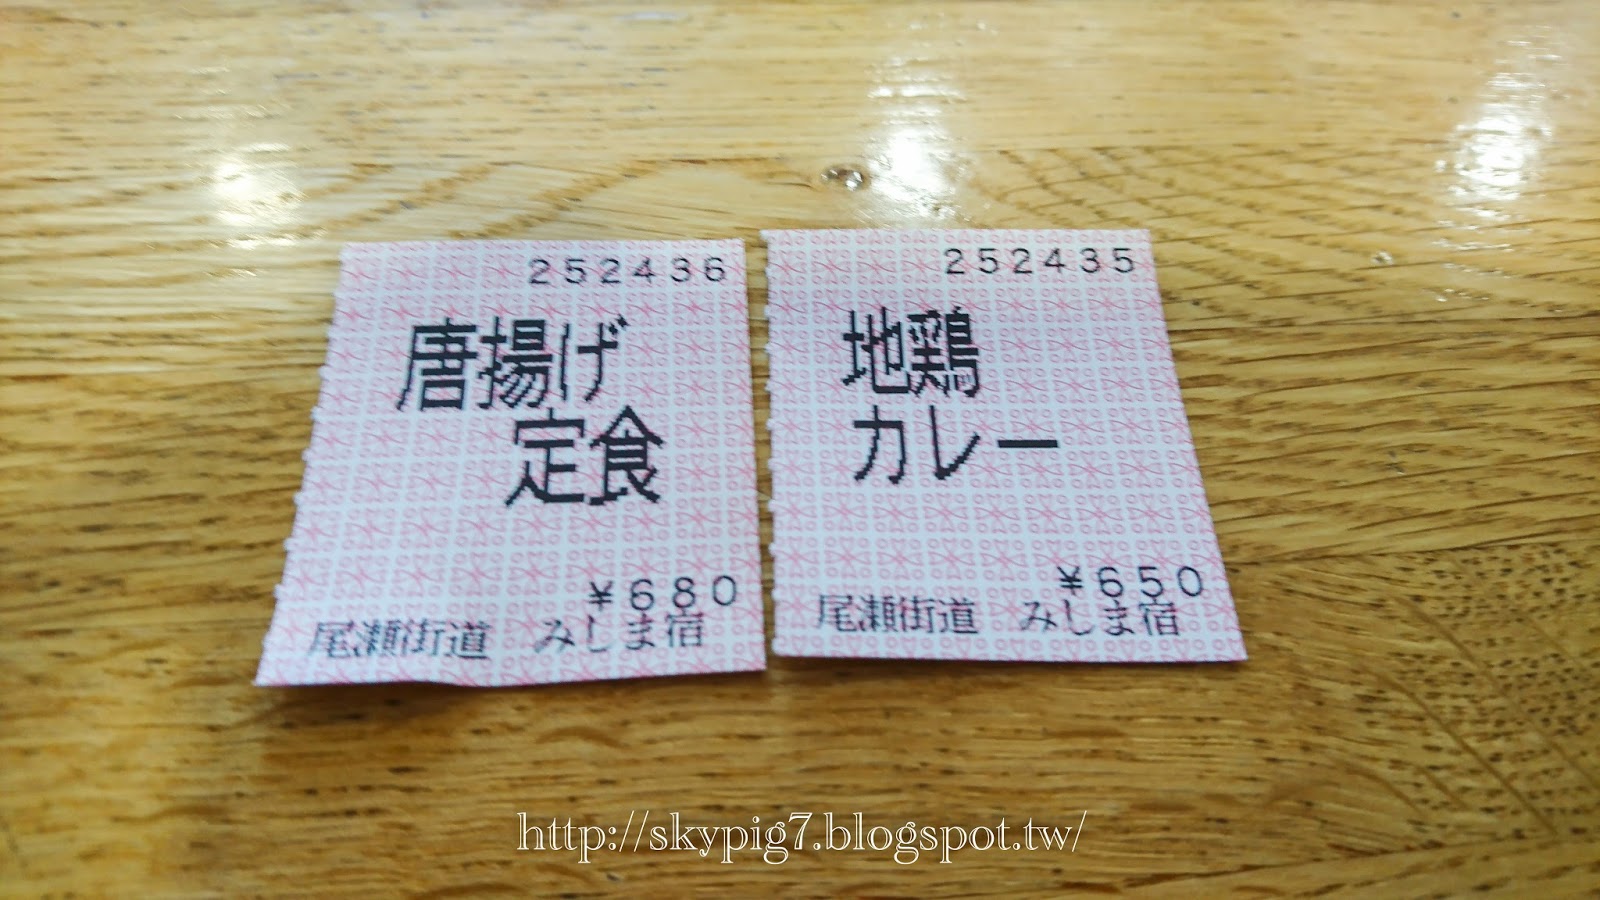 252436
唐揚げ
定食
¥680
尾瀬街道 みしま宿
252435
地鶏
カレー
¥650
尾瀬街道 みしま宿
http://skypig7.blogspot.tw/